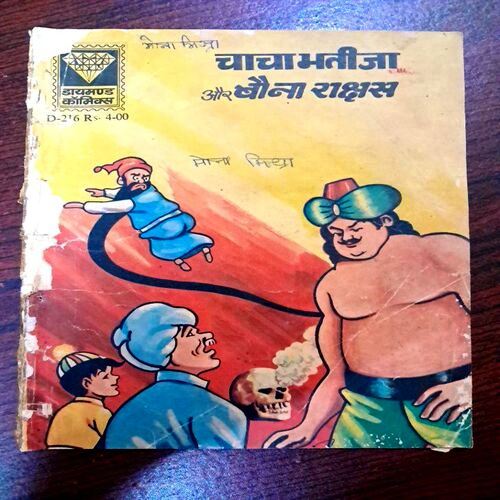 मोना मिश्रा
चाचा भतीजा
और बौना राक्षस
डायमण्ड
कॉमिक्स
D-216 Rs. 4-00
मिश्रा